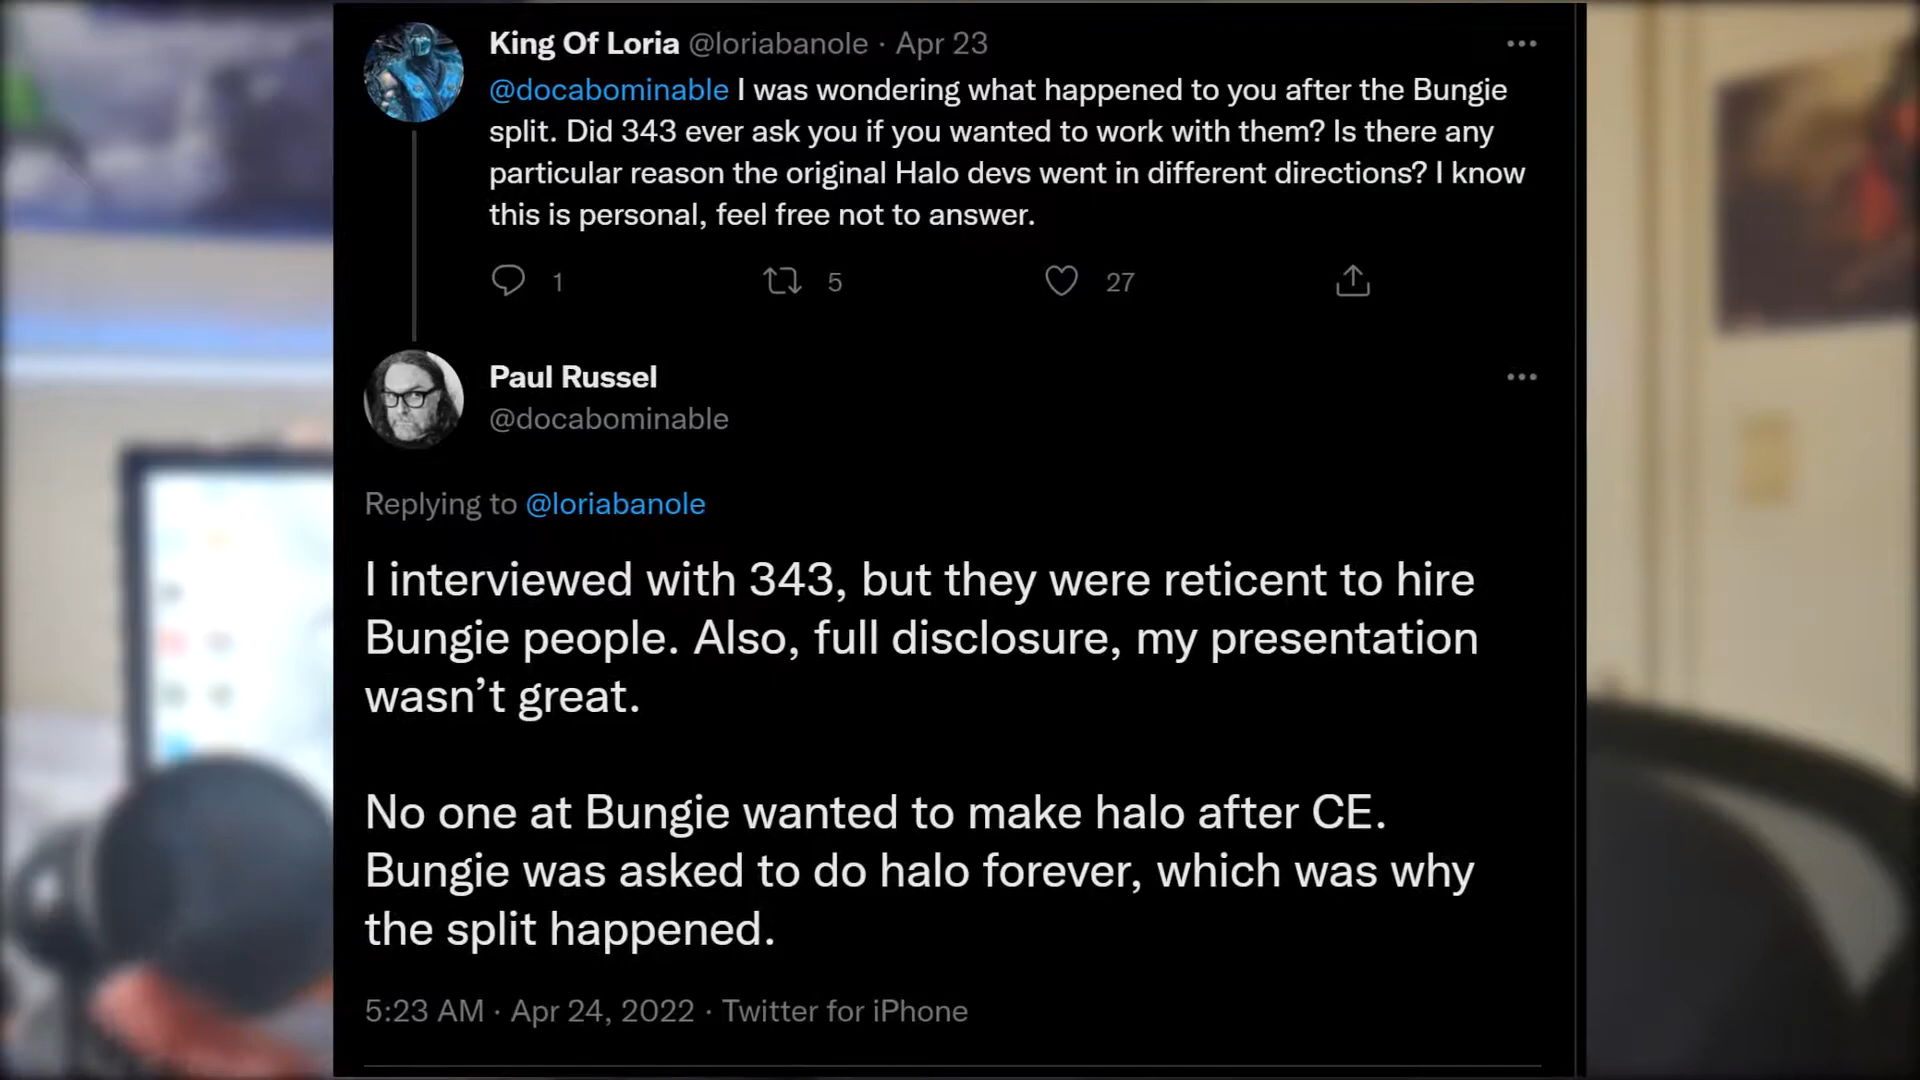 King Of Loria @loriabanole · Apr 23
@docabominable I was wondering what happened to you after the Bungie
split. Did 343 ever ask you if you wanted to work with them? Is there any
particular reason the original Halo devs went in different directions? I know
this is personal, feel free not to answer.
1 5 27
Paul Russel
@docabominable
Replying to @loriabanole
I interviewed with 343, but they were reticent to hire
Bungie people. Also, full disclosure, my presentation
wasn’t great.
No one at Bungie wanted to make halo after CE.
Bungie was asked to do halo forever, which was why
the split happened.
5:23 AM · Apr 24, 2022 · Twitter for iPhone